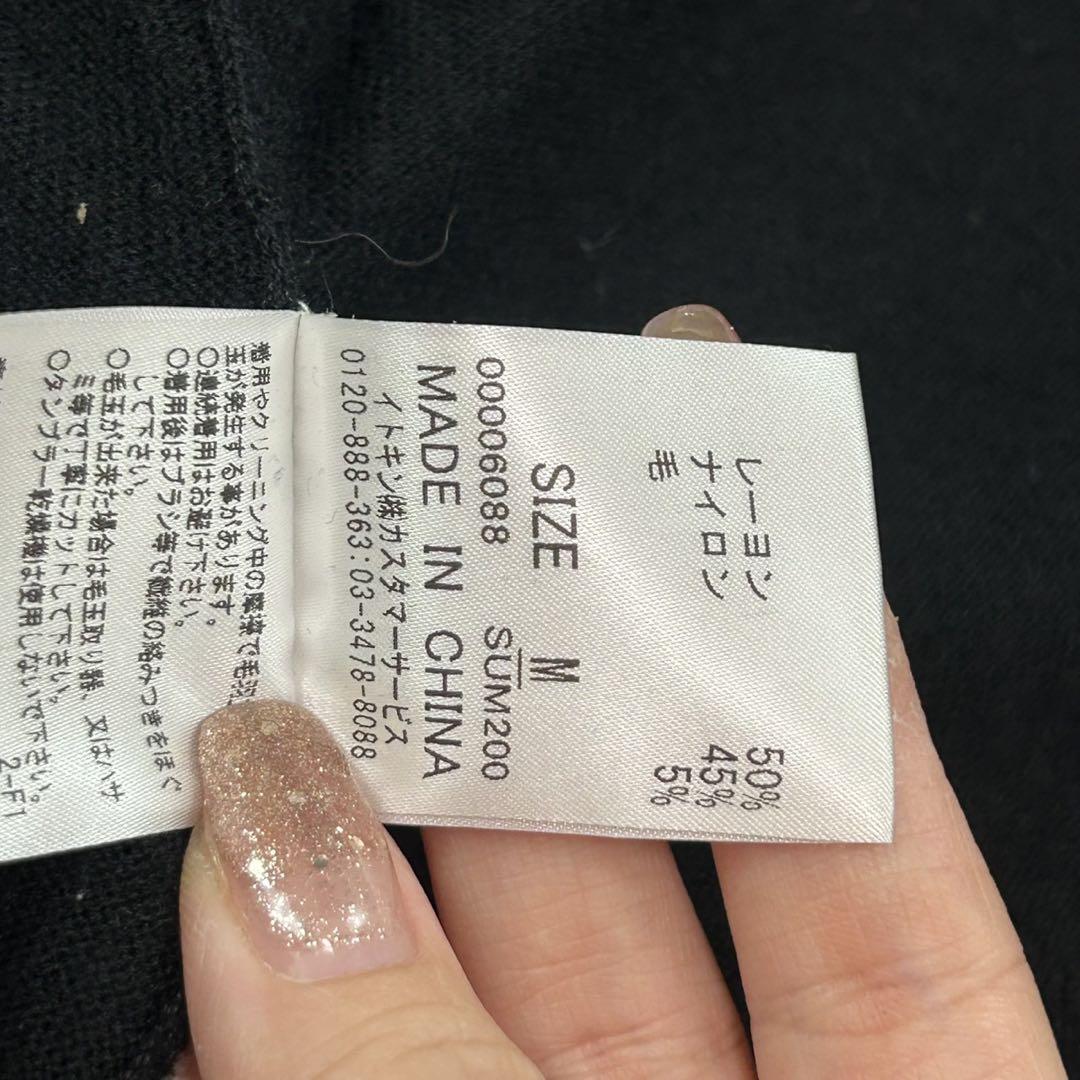 レーヨン 50%
ナイロン 45%
毛 5%
SIZE M
00006088 SUM200
MADE IN CHINA
イトキン㈱カスタマーサービス
0120-888-363:03-3478-8088
着用やクリーニング中の摩擦で毛羽
玉が発生する事があります。
○連続着用はお避け下さい。
○着用後はブラシ等で繊維の絡みつきをほぐ
して下さい。
○毛玉が出来た場合は毛玉取り器 又はハサ
ミ等で丁寧にカットして下さい。
○タンブラー乾燥機は使用しないで下さい。
2-F1